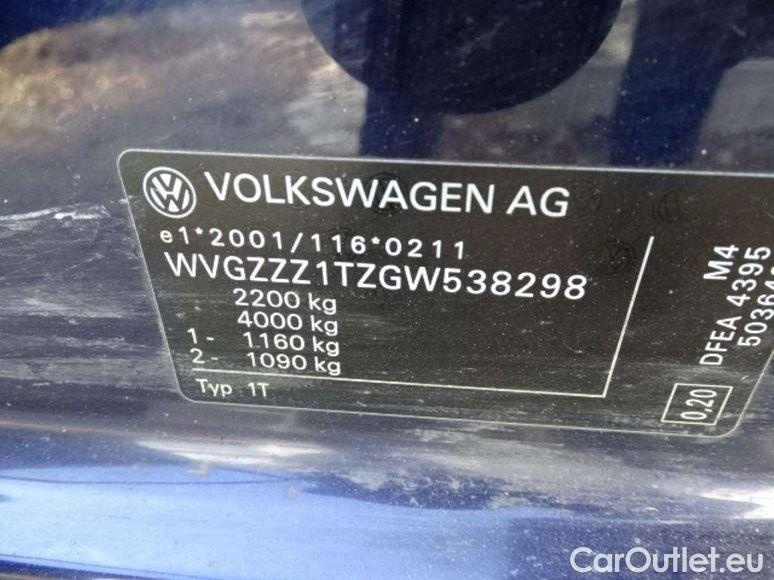 VOLKSWAGEN AG
e1*2001/116*0211
WVGZZZ1TZGW538298
2200 kg
4000 kg
1 - 1160 kg
2 - 1090 kg
Typ 1T
M4
DFEA 4395
0,20
CarOutlet.eu